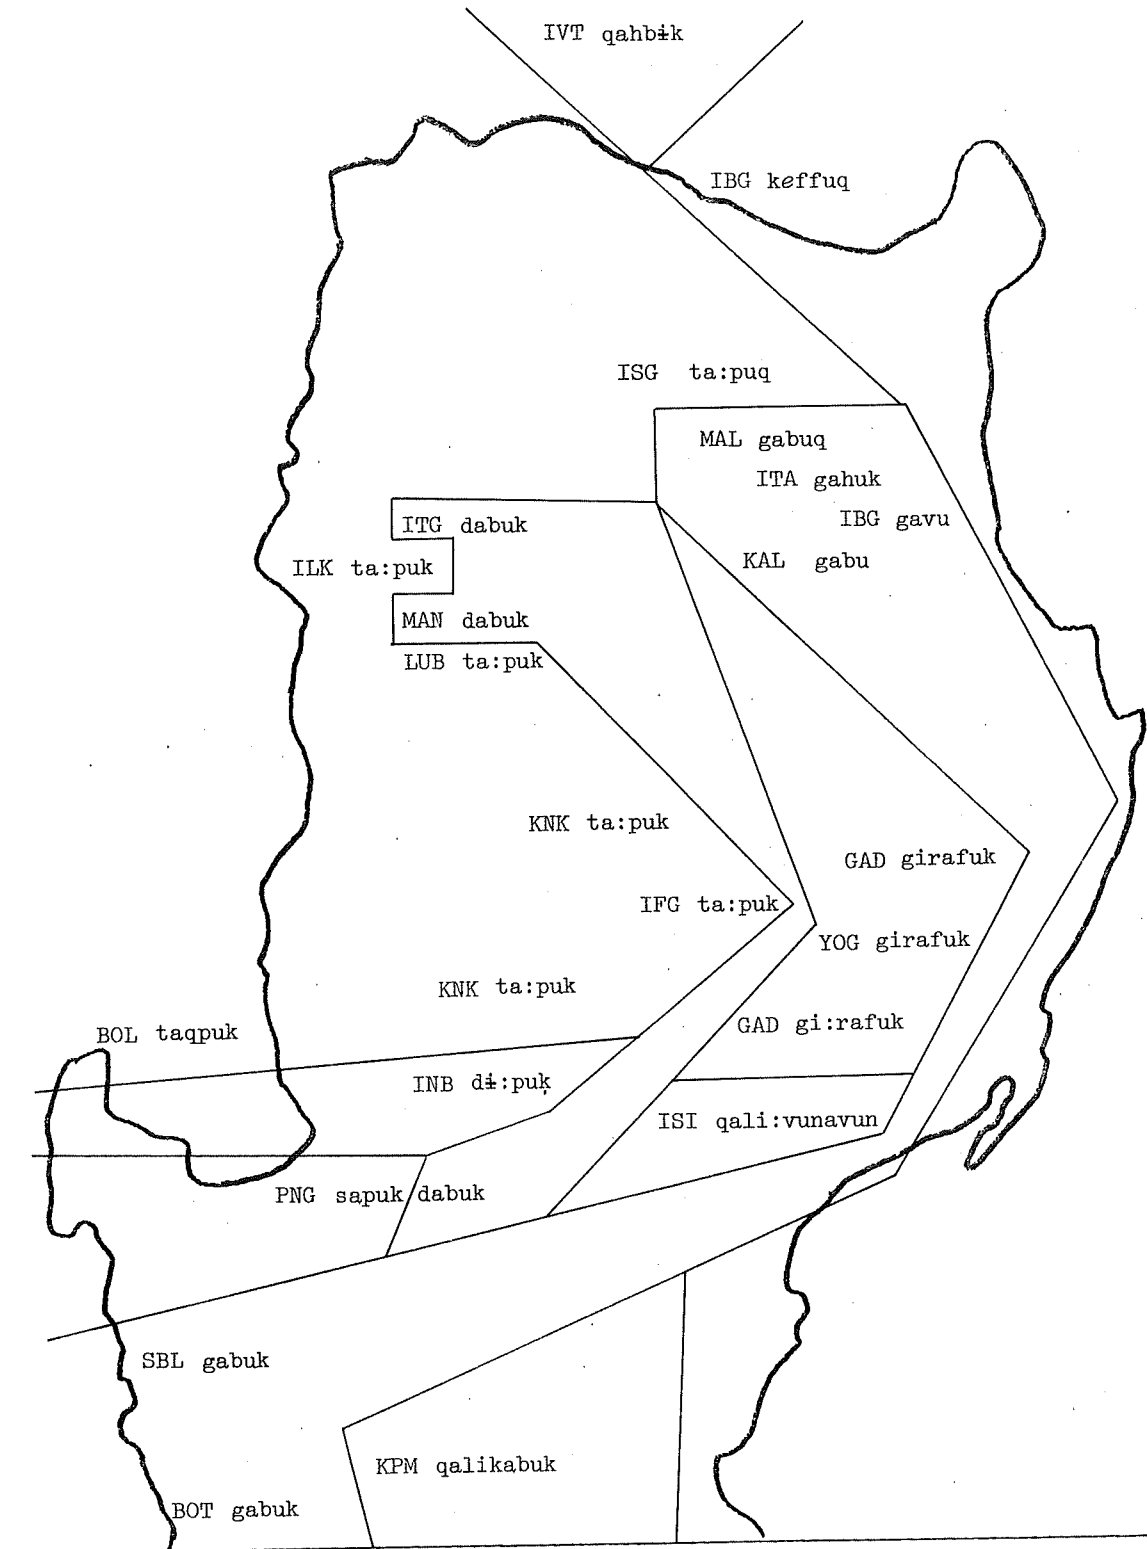 IVT qahbɨk
IBG keffuq
ISG ta:puq
MAL gabuq
ITA gahuk
IBG gavu
ITG dabuk
KAL gabu
ILK ta:puk
MAN dabuk
LUB ta:puk
KNK ta:puk
GAD girafuk
IFG ta:puk
YOG girafuk
KNK ta:puk
GAD gi:rafuk
BOL taqpuk
INB dɨ:puḳ
ISI qali:vunavun
PNG sapuk/dabuk
SBL gabuk
KPM qalikabuk
BOT gabuk